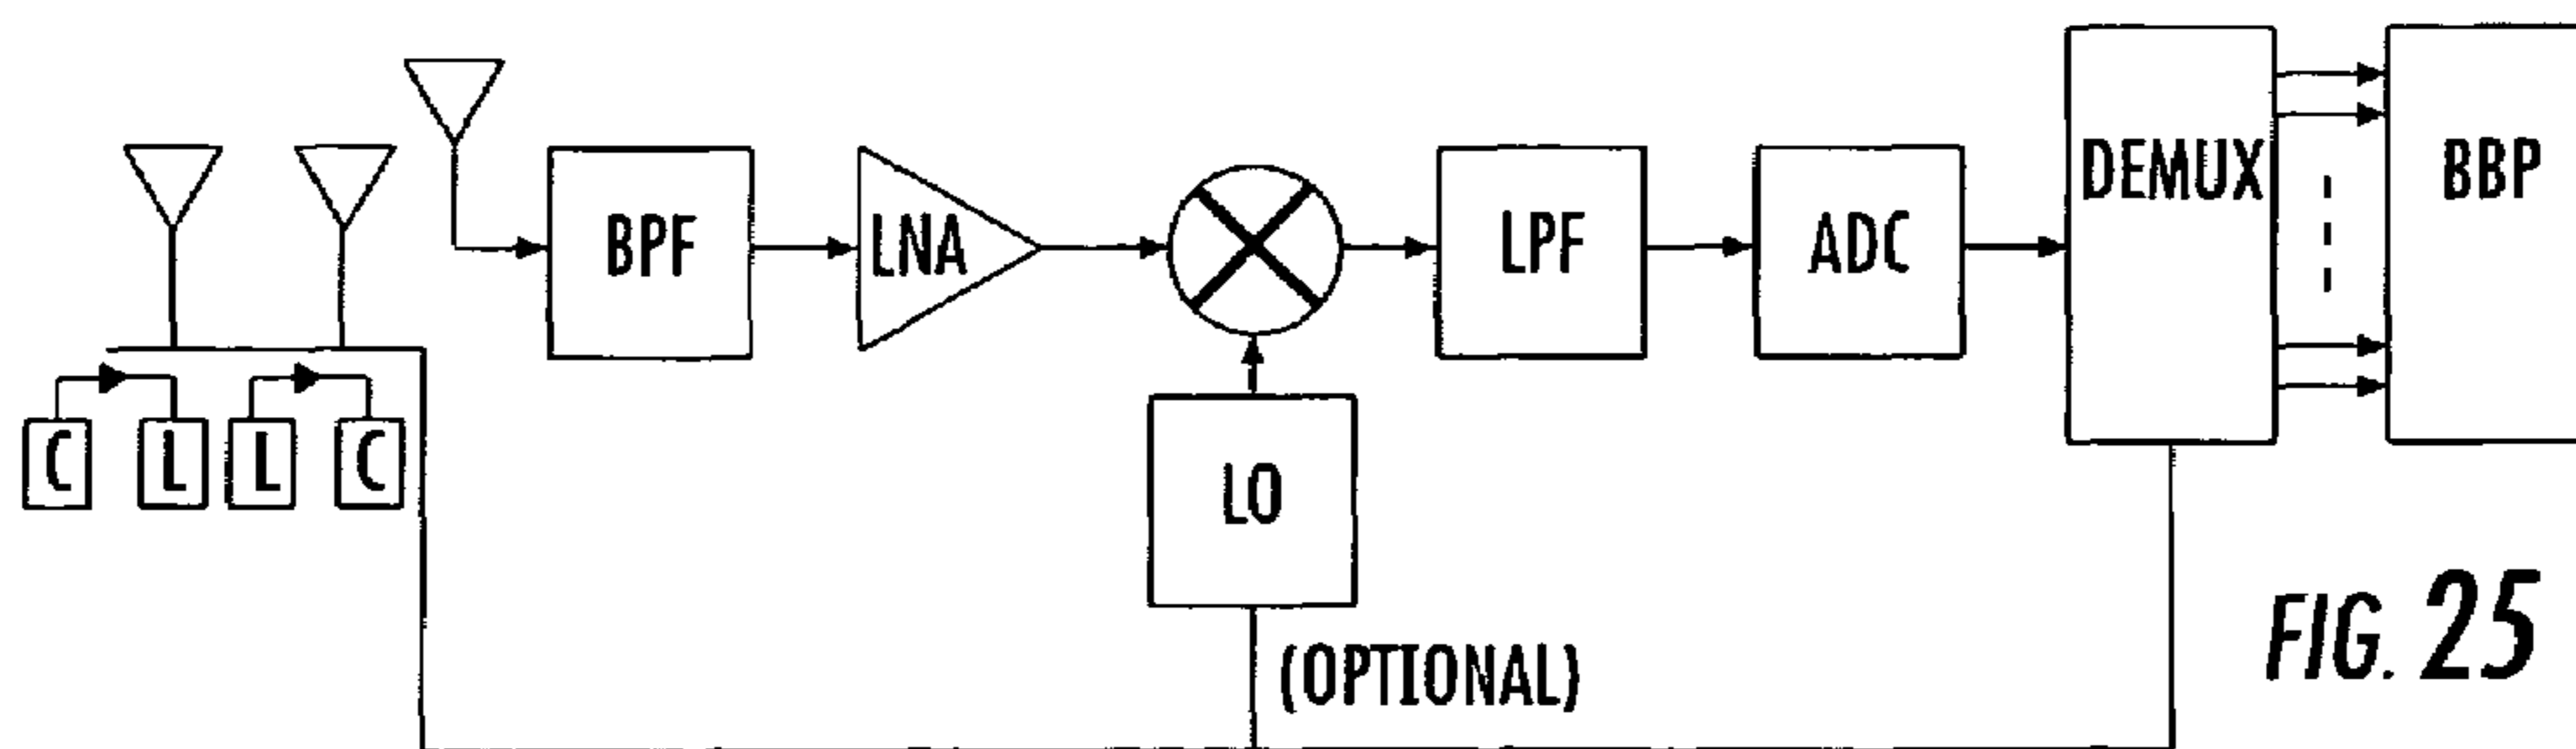 BPF
LNA
LPF
ADC
DEMUX
BBP
C L L C
LO
(OPTIONAL)
FIG. 25